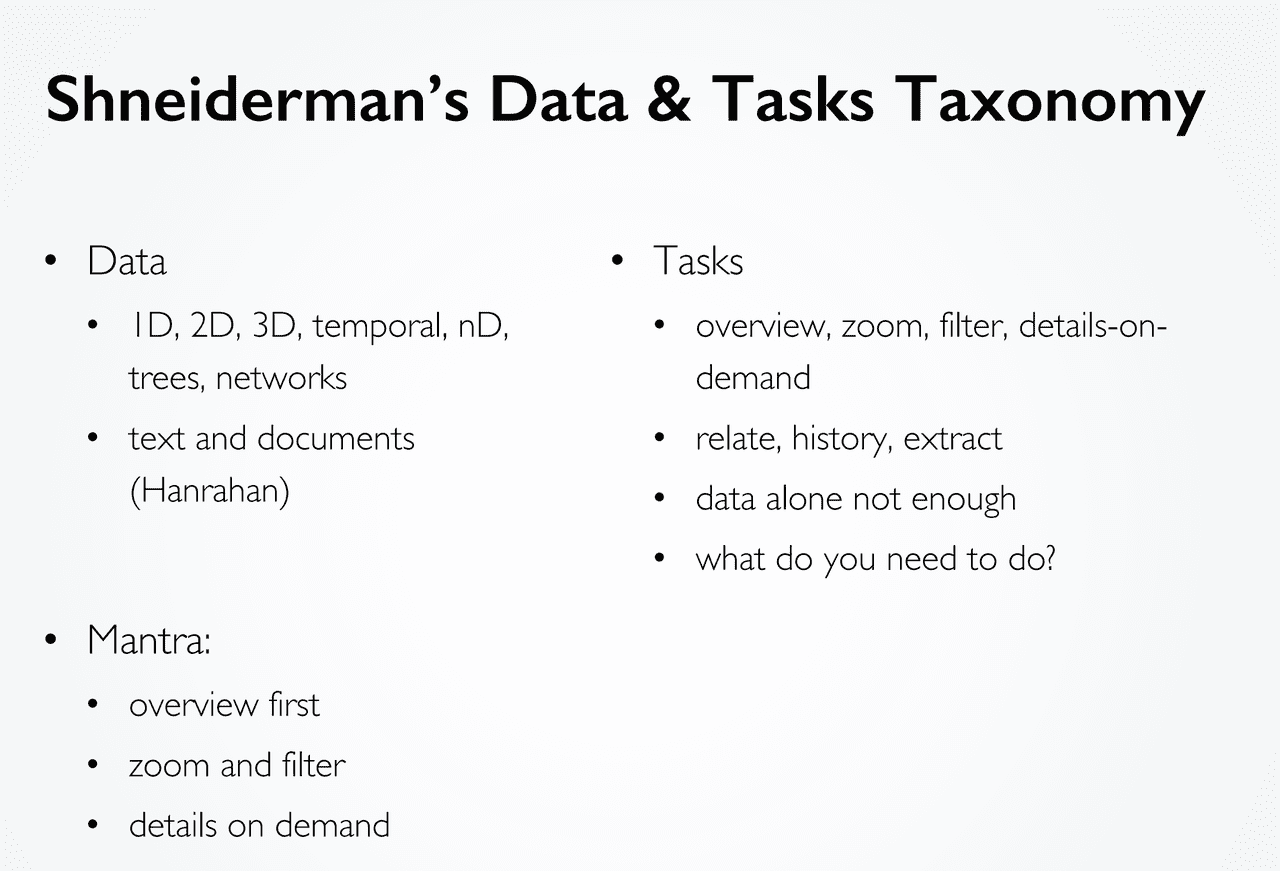 Shneiderman’s Data & Tasks Taxonomy
• Data
• 1D, 2D, 3D, temporal, nD,
trees, networks
• text and documents
(Hanrahan)
• Mantra:
• overview first
• zoom and filter
• details on demand
• Tasks
• overview, zoom, filter, details-on-
demand
• relate, history, extract
• data alone not enough
• what do you need to do?